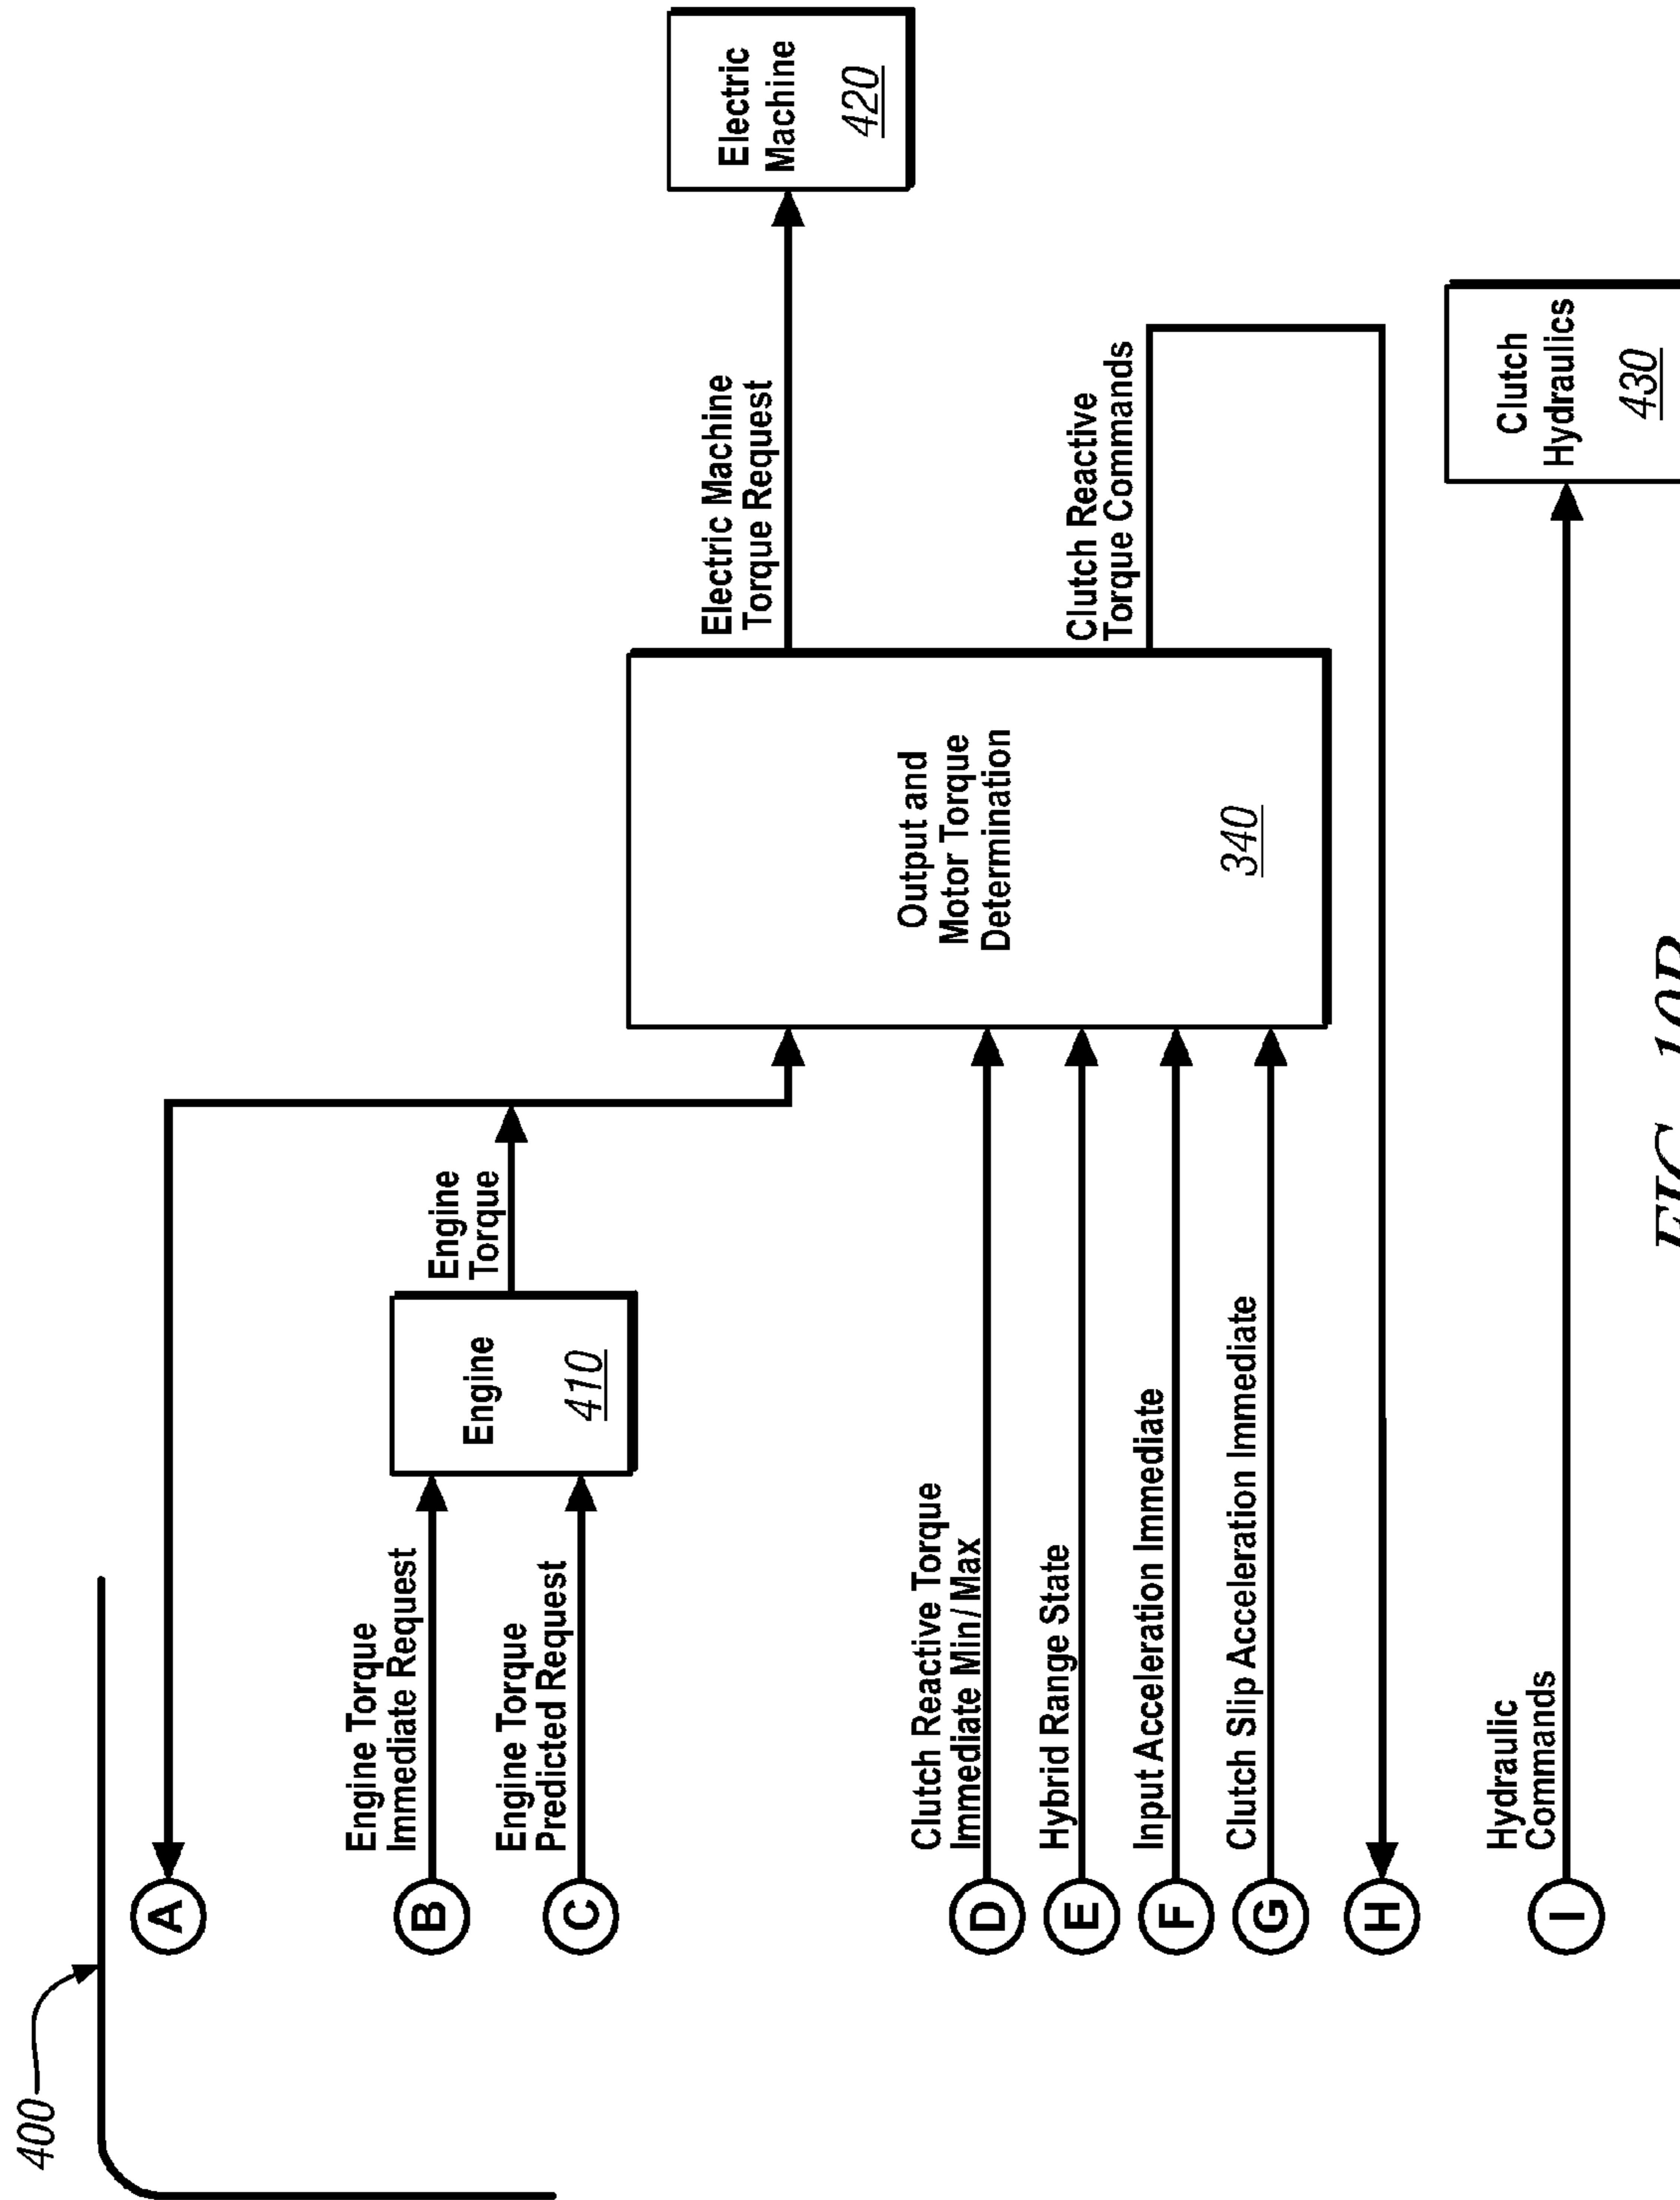 400
A
Engine Torque
Immediate Request
B
Engine Torque
Predicted Request
C
Engine
410
Engine
Torque
Clutch Reactive Torque
Immediate Min/Max
D
Hybrid Range State
E
Input Acceleration Immediate
F
Clutch Slip Acceleration Immediate
G
H
Output and
Motor Torque
Determination
340
Electric Machine
Torque Request
Electric
Machine
420
Clutch Reactive
Torque Commands
Hydraulic
Commands
I
Clutch
Hydraulics
430
FIG. 10B